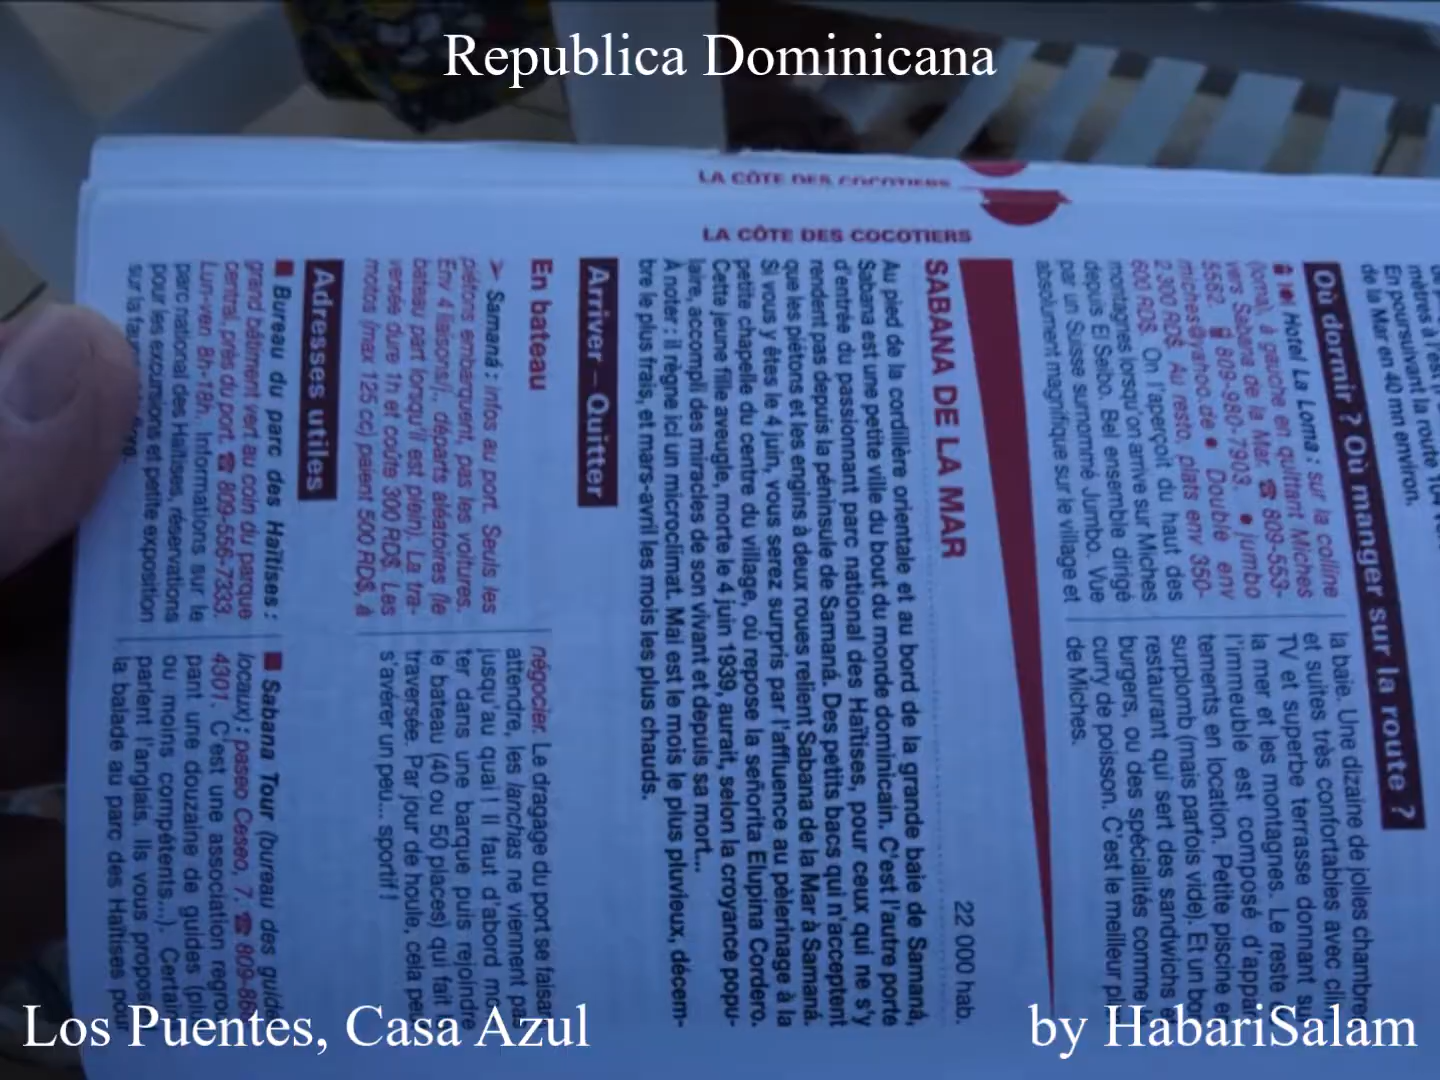 Republica Dominicana
LA CÔTE DES COCOTIERS
LA CÔTE DES COCOTIERS
En poursuivant la route
de la Mar en 40 mn environ.
Où dormir ? Où manger sur la route ?
Hotel La Loma : sur la colline
(loma), à gauche en quittant Miches
vers Sabana de la Mar. ☎ 809-553-
5562. 809-980-7903. • jumbo
miches@yahoo.de • Double env
2 300 RD$. Au resto, plats env 350-
600 RD$. On l'aperçoit du haut des
montagnes lorsqu'on arrive sur Miches
depuis El Seibo. Bel ensemble dirigé
par un Suisse surnommé Jumbo. Vue
absolument magnifique sur le village et
la baie. Une dizaine de jolies chambres
et suites très confortables avec
TV et superbe terrasse donnant
la mer et les montagnes. Le reste
l'immeuble est composé
tements en location. Petite piscine
surplomb (mais parfois vide). Et un bon
restaurant qui sert des sandwichs
burgers, ou des spécialités comme
curry de poisson. C'est le meilleur
de Miches.
SABANA DE LA MAR
22 000 hab.
Au pied de la cordillère orientale et au bord de la grande baie de Samaná,
Sabana est une petite ville du bout du monde dominicain. C'est l'autre porte
d'entrée du passionnant parc national des Haïtises, pour ceux qui ne s'y
rendent pas depuis la péninsule de Samaná. Des petits bacs qui n'acceptent
que les piétons et les engins à deux roues relient Sabana de la Mar à Samaná.
Si vous y êtes le 4 juin, vous serez surpris par l'affluence au pèlerinage à la
petite chapelle du centre du village, où repose la señorita Elupina Cordero.
Cette jeune fille aveugle, morte le 4 juin 1939, aurait, selon la croyance popu-
laire, accompli des miracles de son vivant et depuis sa mort...
À noter : il règne ici un microclimat. Mai est le mois le plus pluvieux, décem-
bre le plus frais, et mars-avril les mois les plus chauds.
Arriver – Quitter
En bateau
➤ Samaná : infos au port. Seuls les
piétons embarquent, pas les voitures.
Env 4 liaisons/j., départs aléatoires (le
bateau part lorsqu'il est plein). La tra-
versée dure 1h et coûte 300 RD$. Les
motos (max 125 cc) paient 500 RD$, à
négocier. Le dragage du port se faisant
attendre, les lanchas ne viennent pas
jusqu'au quai ! Il faut d'abord
ter dans une barque puis rejoindre
le bateau (40 ou 50 places) qui fait
traversée. Par jour de houle, cela peut
s'avérer un peu... sportif !
Adresses utiles
■ Bureau du parc des Haïtises :
grand bâtiment vert au coin du parque
central, près du port. ☎ 809-556-7333.
Lun-ven 8h-18h. Informations sur le
parc national des Haïtises, réservations
pour les excursions et petite exposition
sur la
■ Sabana Tour (bureau des
locaux) : paseo Ceseo, 7. ☎
4301. C'est une association
pant une douzaine de guides
ou moins compétents...).
parlent l'anglais. Ils vous
la balade au parc des Haïtises pour
Los Puentes, Casa Azul
by HabariSalam